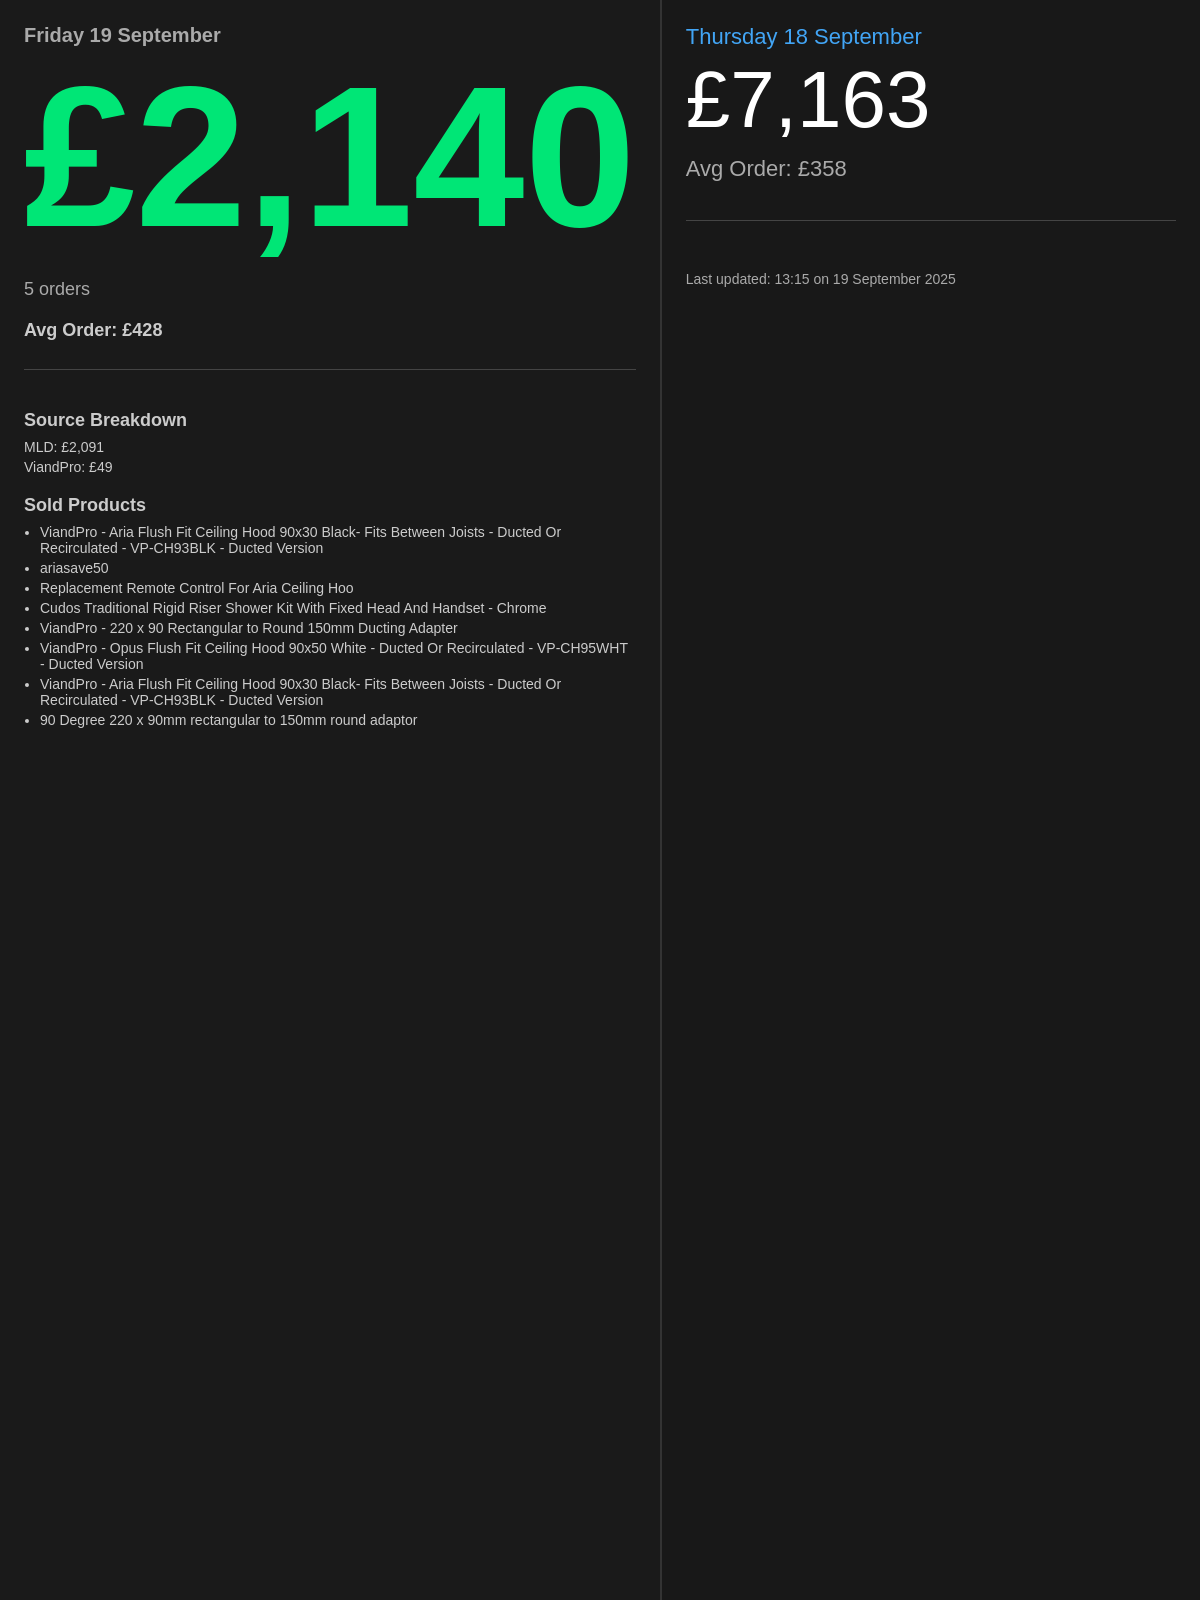 Friday 19 September
£2,140
5 orders
Avg Order: £428
Source Breakdown
MLD: £2,091
ViandPro: £49
Sold Products
• ViandPro - Aria Flush Fit Ceiling Hood 90x30 Black- Fits Between Joists - Ducted Or
Recirculated - VP-CH93BLK - Ducted Version
• ariasave50
• Replacement Remote Control For Aria Ceiling Hoo
• Cudos Traditional Rigid Riser Shower Kit With Fixed Head And Handset - Chrome
• ViandPro - 220 x 90 Rectangular to Round 150mm Ducting Adapter
• ViandPro - Opus Flush Fit Ceiling Hood 90x50 White - Ducted Or Recirculated - VP-CH95WHT
- Ducted Version
• ViandPro - Aria Flush Fit Ceiling Hood 90x30 Black- Fits Between Joists - Ducted Or
Recirculated - VP-CH93BLK - Ducted Version
• 90 Degree 220 x 90mm rectangular to 150mm round adaptor
Thursday 18 September
£7,163
Avg Order: £358
Last updated: 13:15 on 19 September 2025